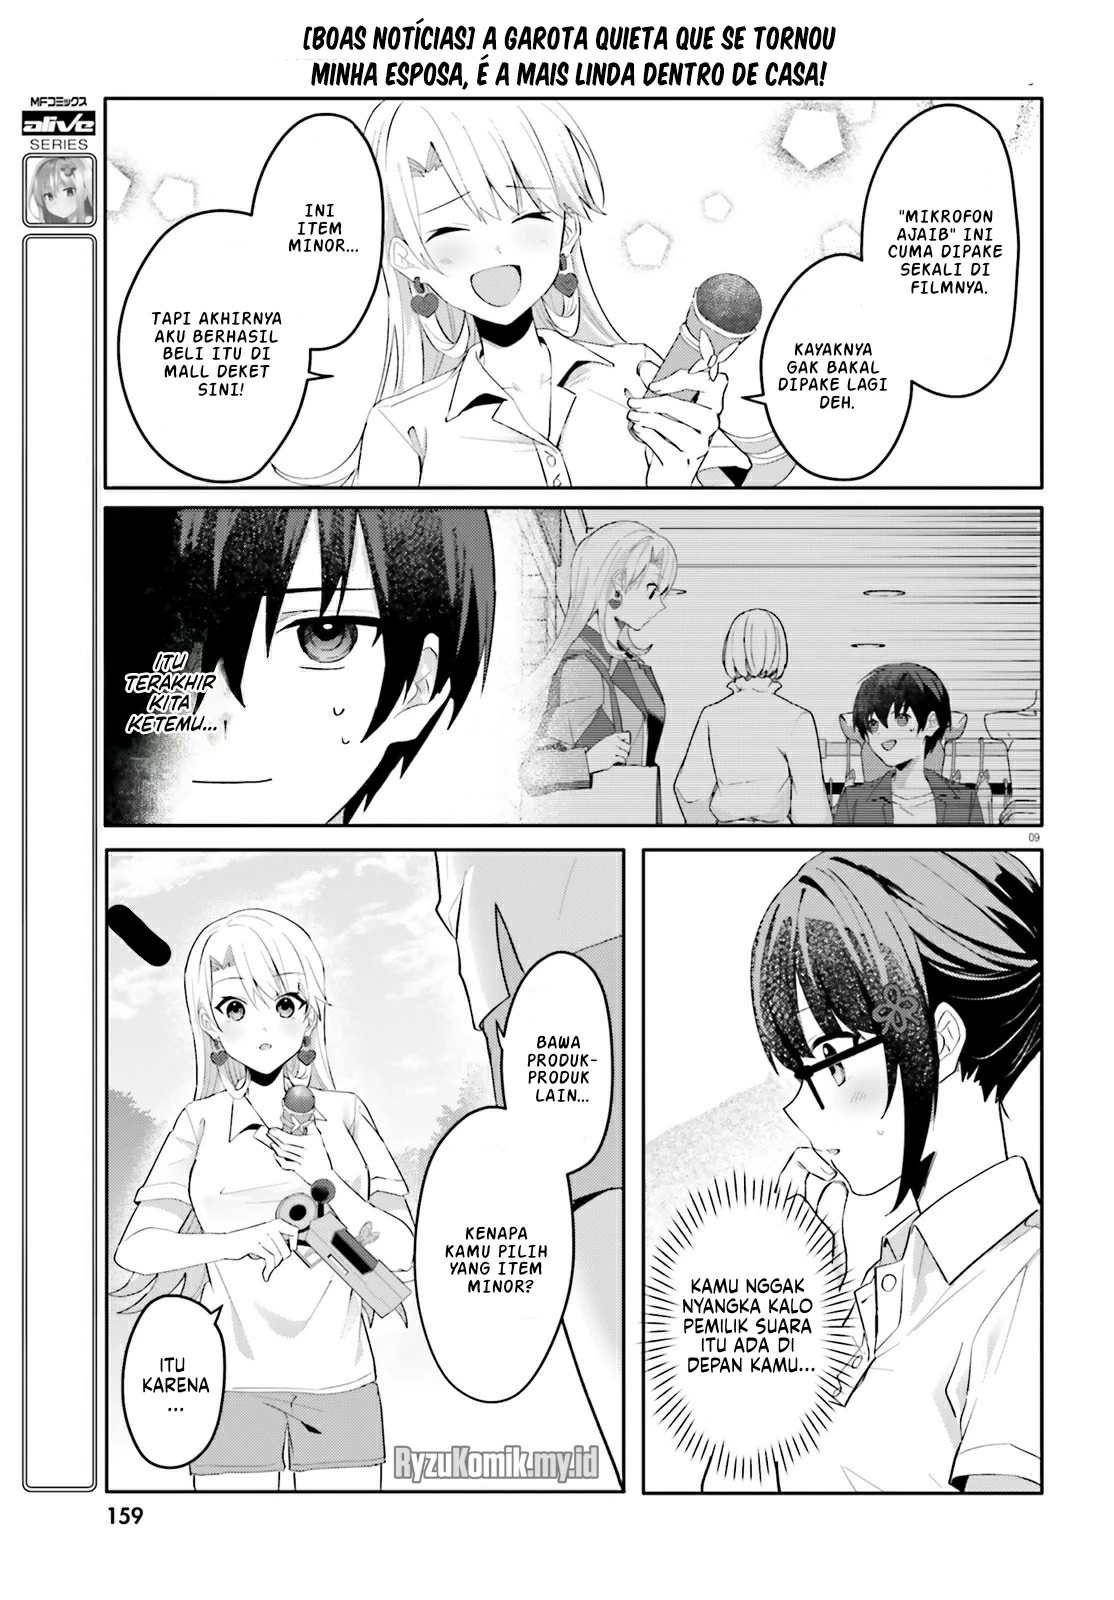 [BOAS NOTÍCIAS] A GAROTA QUIETA QUE SE TORNOU
MINHA ESPOSA, É A MAIS LINDA DENTRO DE CASA!
MFコミックス
alive
SERIES
"MIKROFON
AJAIB" INI
CUMA DIPAKE
SEKALI DI
FILMNYA.
KAYAKNYA
GAK BAKAL
DIPAKE LAGI
DEH.
INI
ITEM
MINOR...
TAPI AKHIRNYA
AKU BERHASIL
BELI ITU DI
MALL DEKET
SINI!
ITU
TERAKHIR
KITA
KETEMU...
09
KAMU NGGAK
NYANGKA KALO
PEMILIK SUARA
ITU ADA DI
DEPAN KAMU...
BAWA
PRODUK-
PRODUK
LAIN...
KENAPA
KAMU PILIH
YANG ITEM
MINOR?
ITU
KARENA
...
RyzuKomik.my.id
159